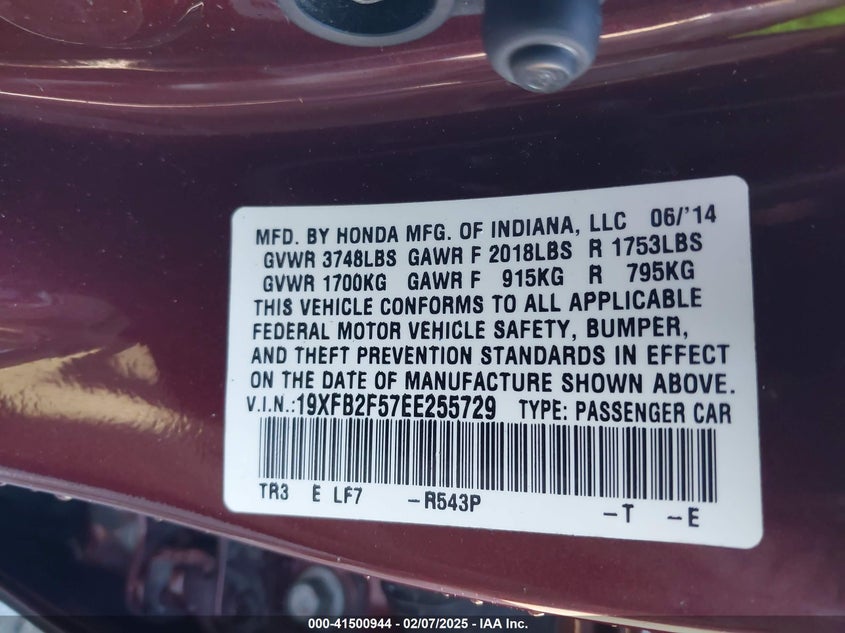 MFD. BY HONDA MFG. OF INDIANA, LLC 06/'14
GVWR 3748LBS GAWR F 2018LBS R 1753LBS
GVWR 1700KG GAWR F 915KG R 795KG
THIS VEHICLE CONFORMS TO ALL APPLICABLE
FEDERAL MOTOR VEHICLE SAFETY, BUMPER,
AND THEFT PREVENTION STANDARDS IN EFFECT
ON THE DATE OF MANUFACTURE SHOWN ABOVE.
V.I.N.:19XFB2F57EE255729 TYPE: PASSENGER CAR
TR3 E LF7 -R543P -T -E
000-41500944 - 02/07/2025 - IAA Inc.